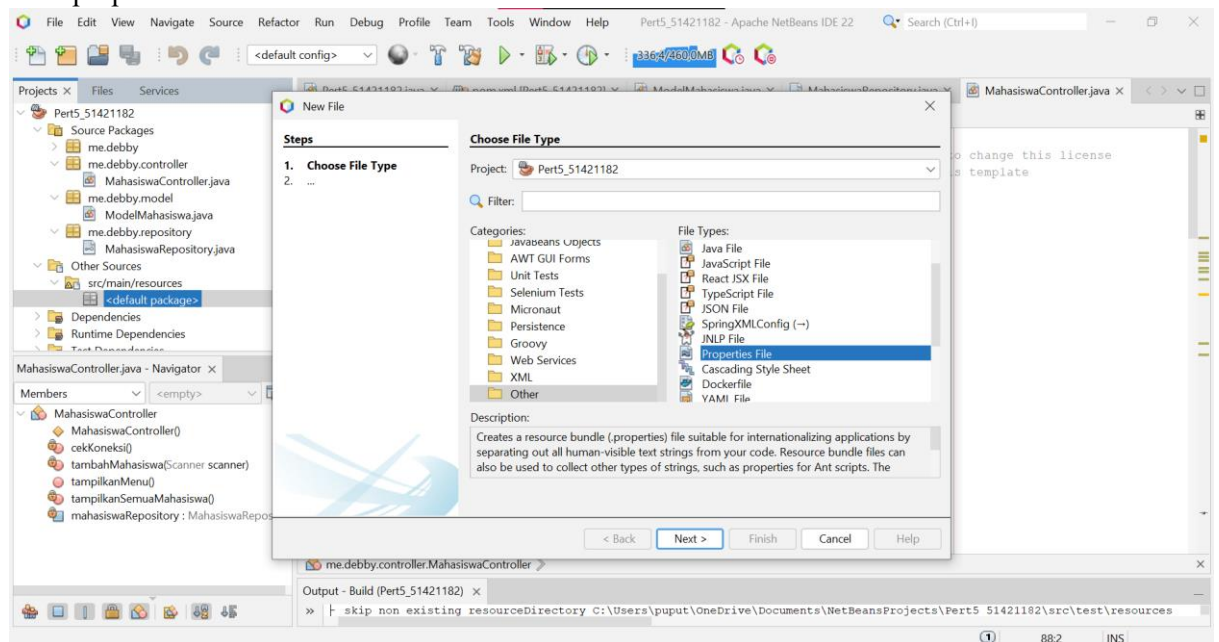 File Edit View Navigate Source Refactor Run Debug Profile Team Tools Window Help Pert5_51421182 - Apache NetBeans IDE 22 Search (Ctrl+I)
<default config> 336,4/460,0MB
Projects Files Services
MahasiswaController.java
Pert5_51421182
Source Packages
me.debby
me.debby.controller
MahasiswaController.java
me.debby.model
ModelMahasiswa.java
me.debby.repository
MahasiswaRepository.java
Other Sources
src/main/resources
<default package>
Dependencies
Runtime Dependencies
MahasiswaController.java - Navigator
Members <empty>
MahasiswaController
MahasiswaController()
cekKoneksi()
tambahMahasiswa(Scanner scanner)
tampilkanMenu()
tampilkanSemuaMahasiswa()
mahasiswaRepository : MahasiswaRepos
New File
Steps
1. Choose File Type
2. ...
Choose File Type
Project: Pert5_51421182
Filter:
Categories:
JavaBeans Objects
AWT GUI Forms
Unit Tests
Selenium Tests
Micronaut
Persistence
Groovy
Web Services
XML
Other
File Types:
Java File
JavaScript File
React JSX File
TypeScript File
JSON File
SpringXMLConfig (→)
JNLP File
Properties File
Cascading Style Sheet
Dockerfile
YAML File
Description:
Creates a resource bundle (.properties) file suitable for internationalizing applications by
separating out all human-visible text strings from your code. Resource bundle files can
also be used to collect other types of strings, such as properties for Ant scripts. The
< Back Next > Finish Cancel Help
to change this license
s template
me.debby.controller.MahasiswaController
Output - Build (Pert5_51421182)
skip non existing resourceDirectory C:\Users\puput\OneDrive\Documents\NetBeansProjects\Pert5_51421182\src\test\resources
1 88:2 INS